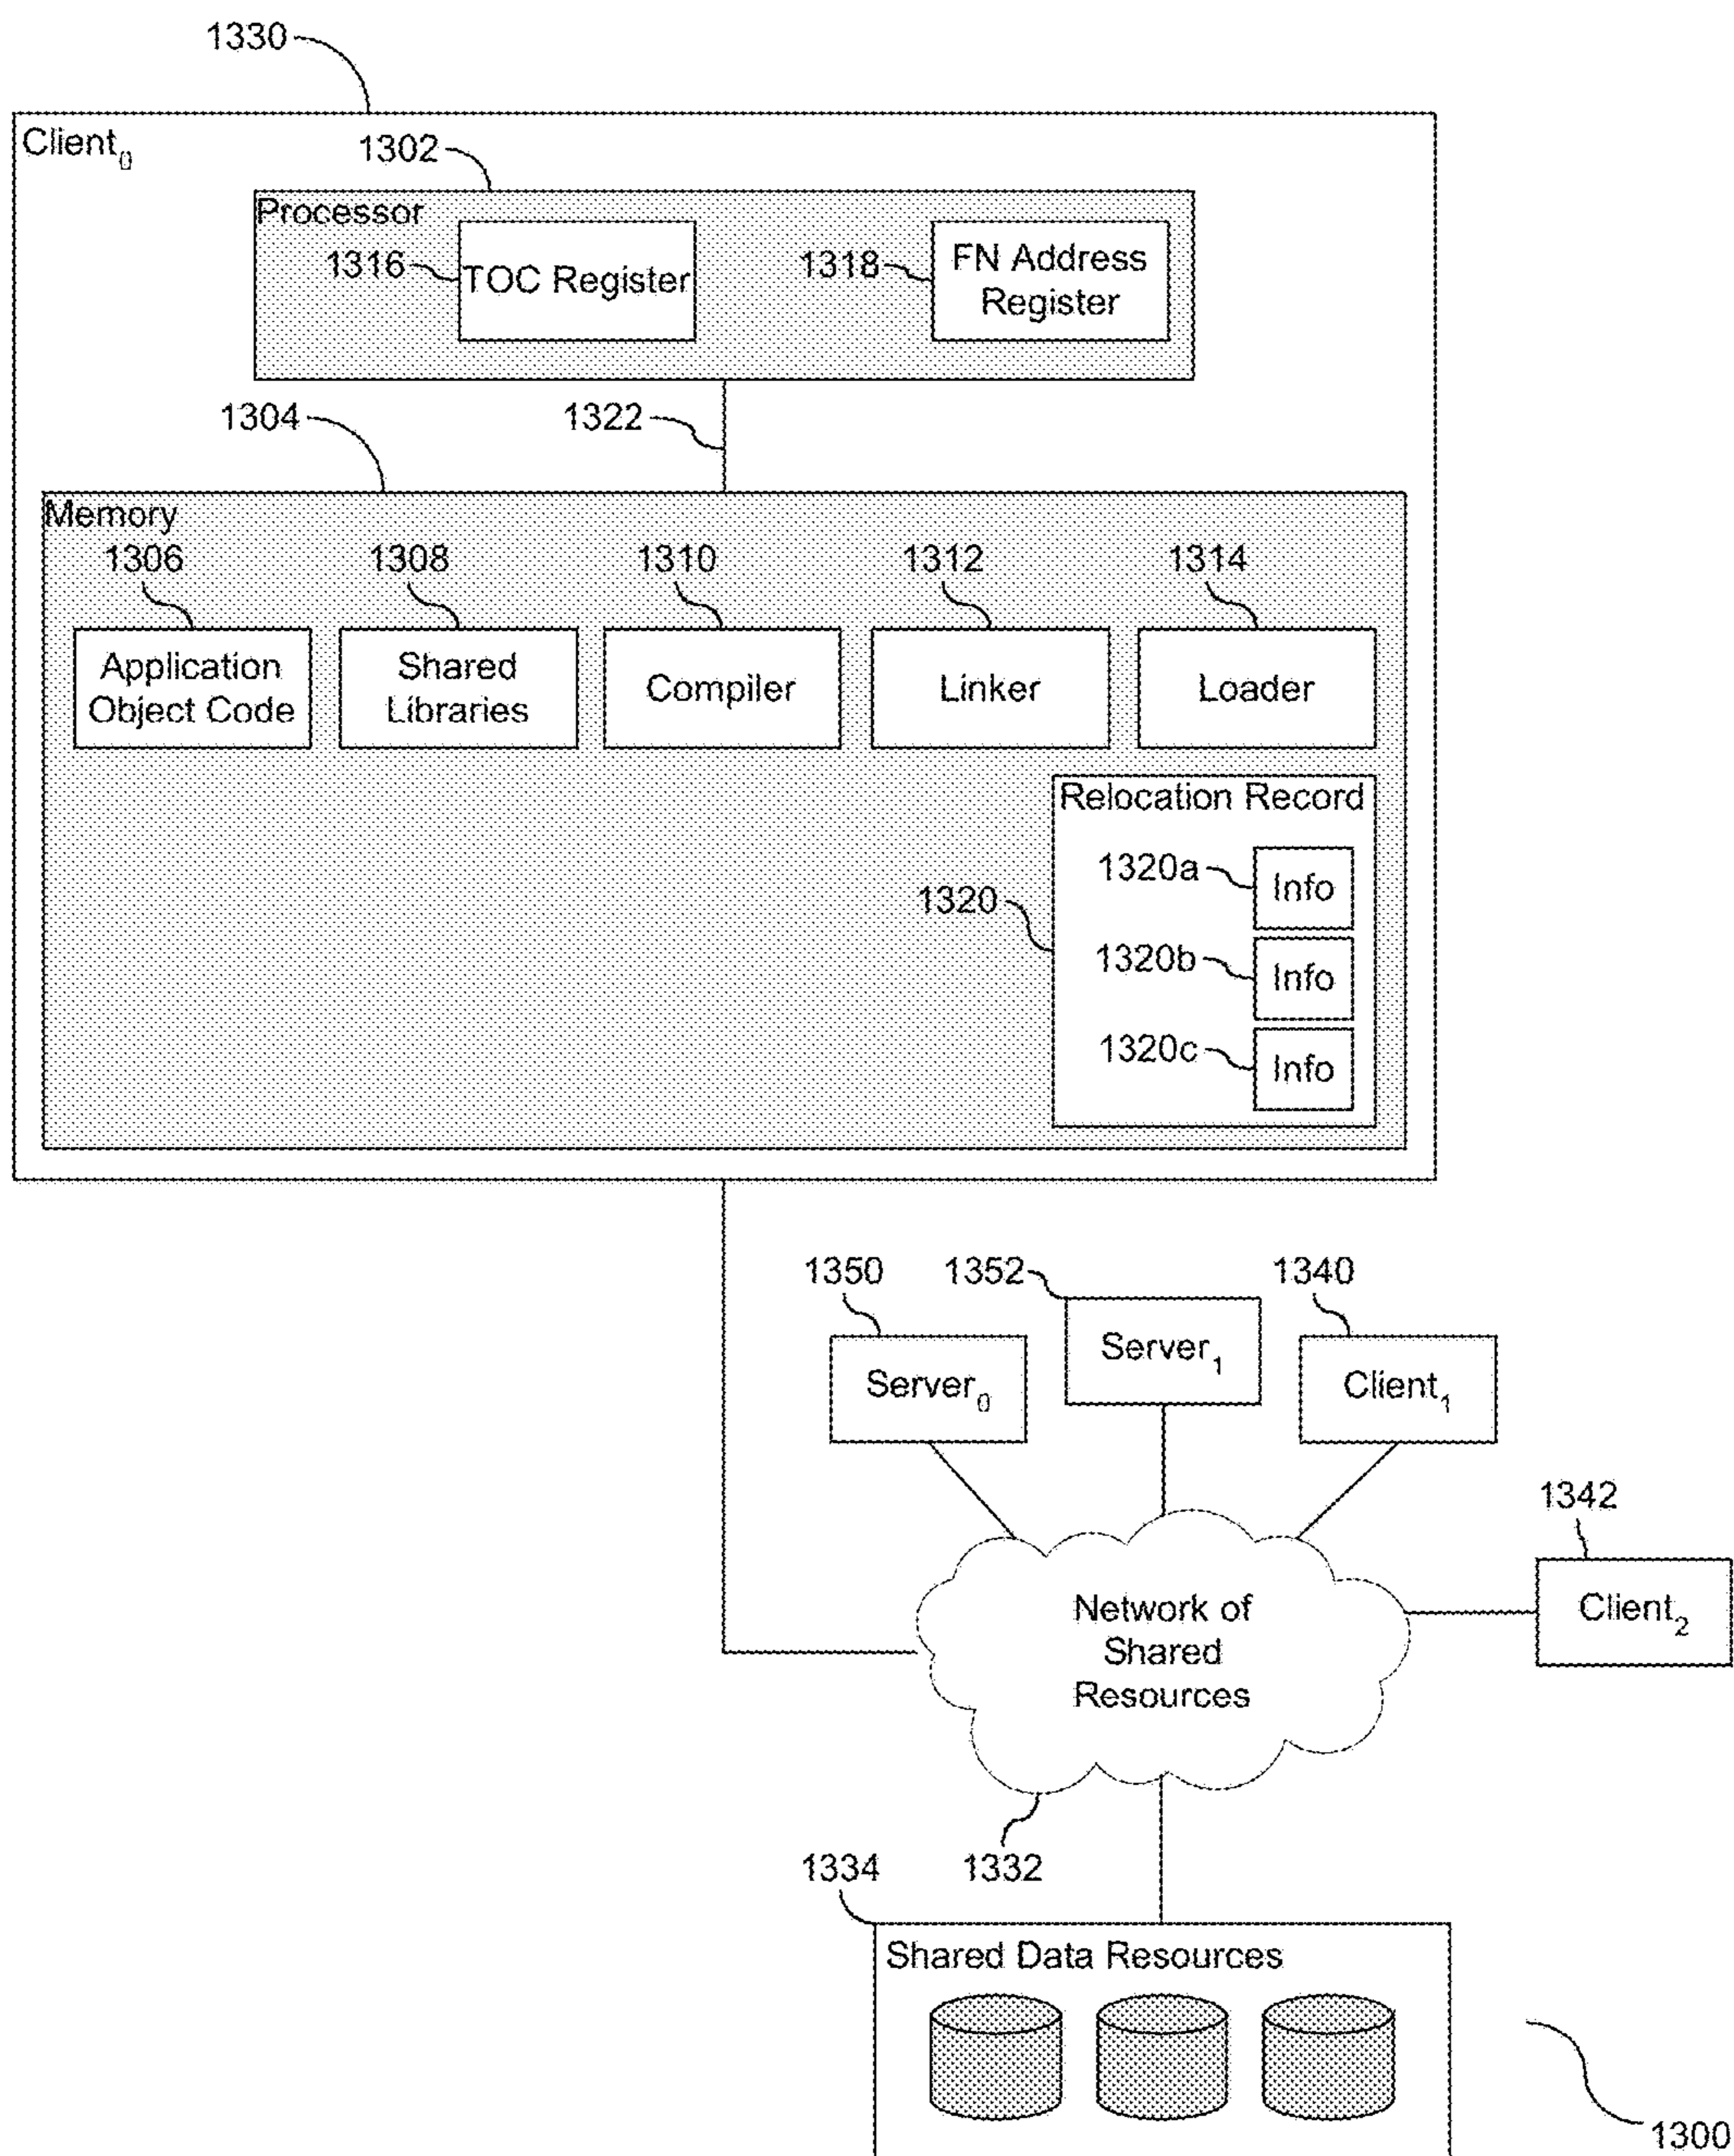 1330
Client₀
1302
Processor
1316
TOC Register
1318
FN Address
Register
1304
1322
Memory
1306
1308
1310
1312
1314
Application
Object Code
Shared
Libraries
Compiler
Linker
Loader
Relocation Record
1320
1320a
Info
1320b
Info
1320c
Info
1350
1352
1340
Server₀
Server₁
Client₁
1342
Client₂
Network of
Shared
Resources
1332
1334
Shared Data Resources
1300